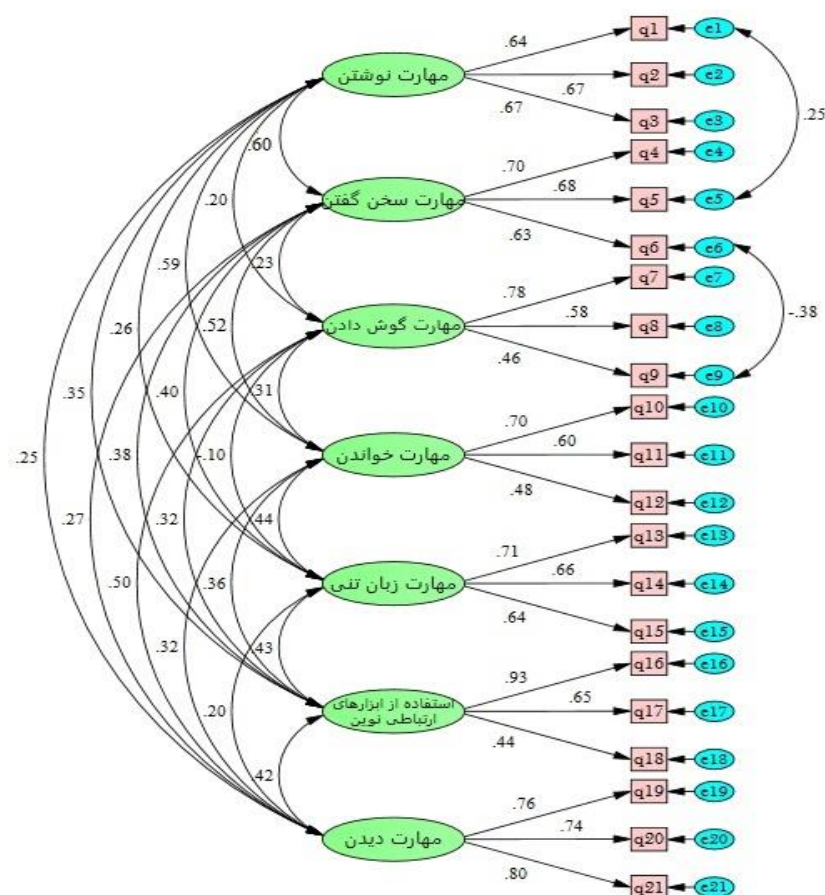 .64
q1
e1
مهارت نوشتن
q2
e2
.67
.67
q3
e3
.25
.60
.70
q4
e4
مهارت سخن گفتن
.68
q5
e5
.20
.63
q6
e6
.59
.23
.78
q7
e7
.26
.52
مهارت گوش دادن
.58
q8
e8
-.38
.46
q9
e9
.35
.40
.31
.70
q10
e10
.25
.38
-.10
مهارت خواندن
.60
q11
e11
.48
q12
e12
.27
.32
.44
.71
q13
e13
.50
.36
مهارت زبان تنی
.66
q14
e14
.64
q15
e15
.32
.43
.93
q16
e16
.20
استفاده از ابزارهای
ارتباطی نوین
.65
q17
e17
.44
q18
e18
.42
.76
q19
e19
مهارت دیدن
.74
q20
e20
.80
q21
e21